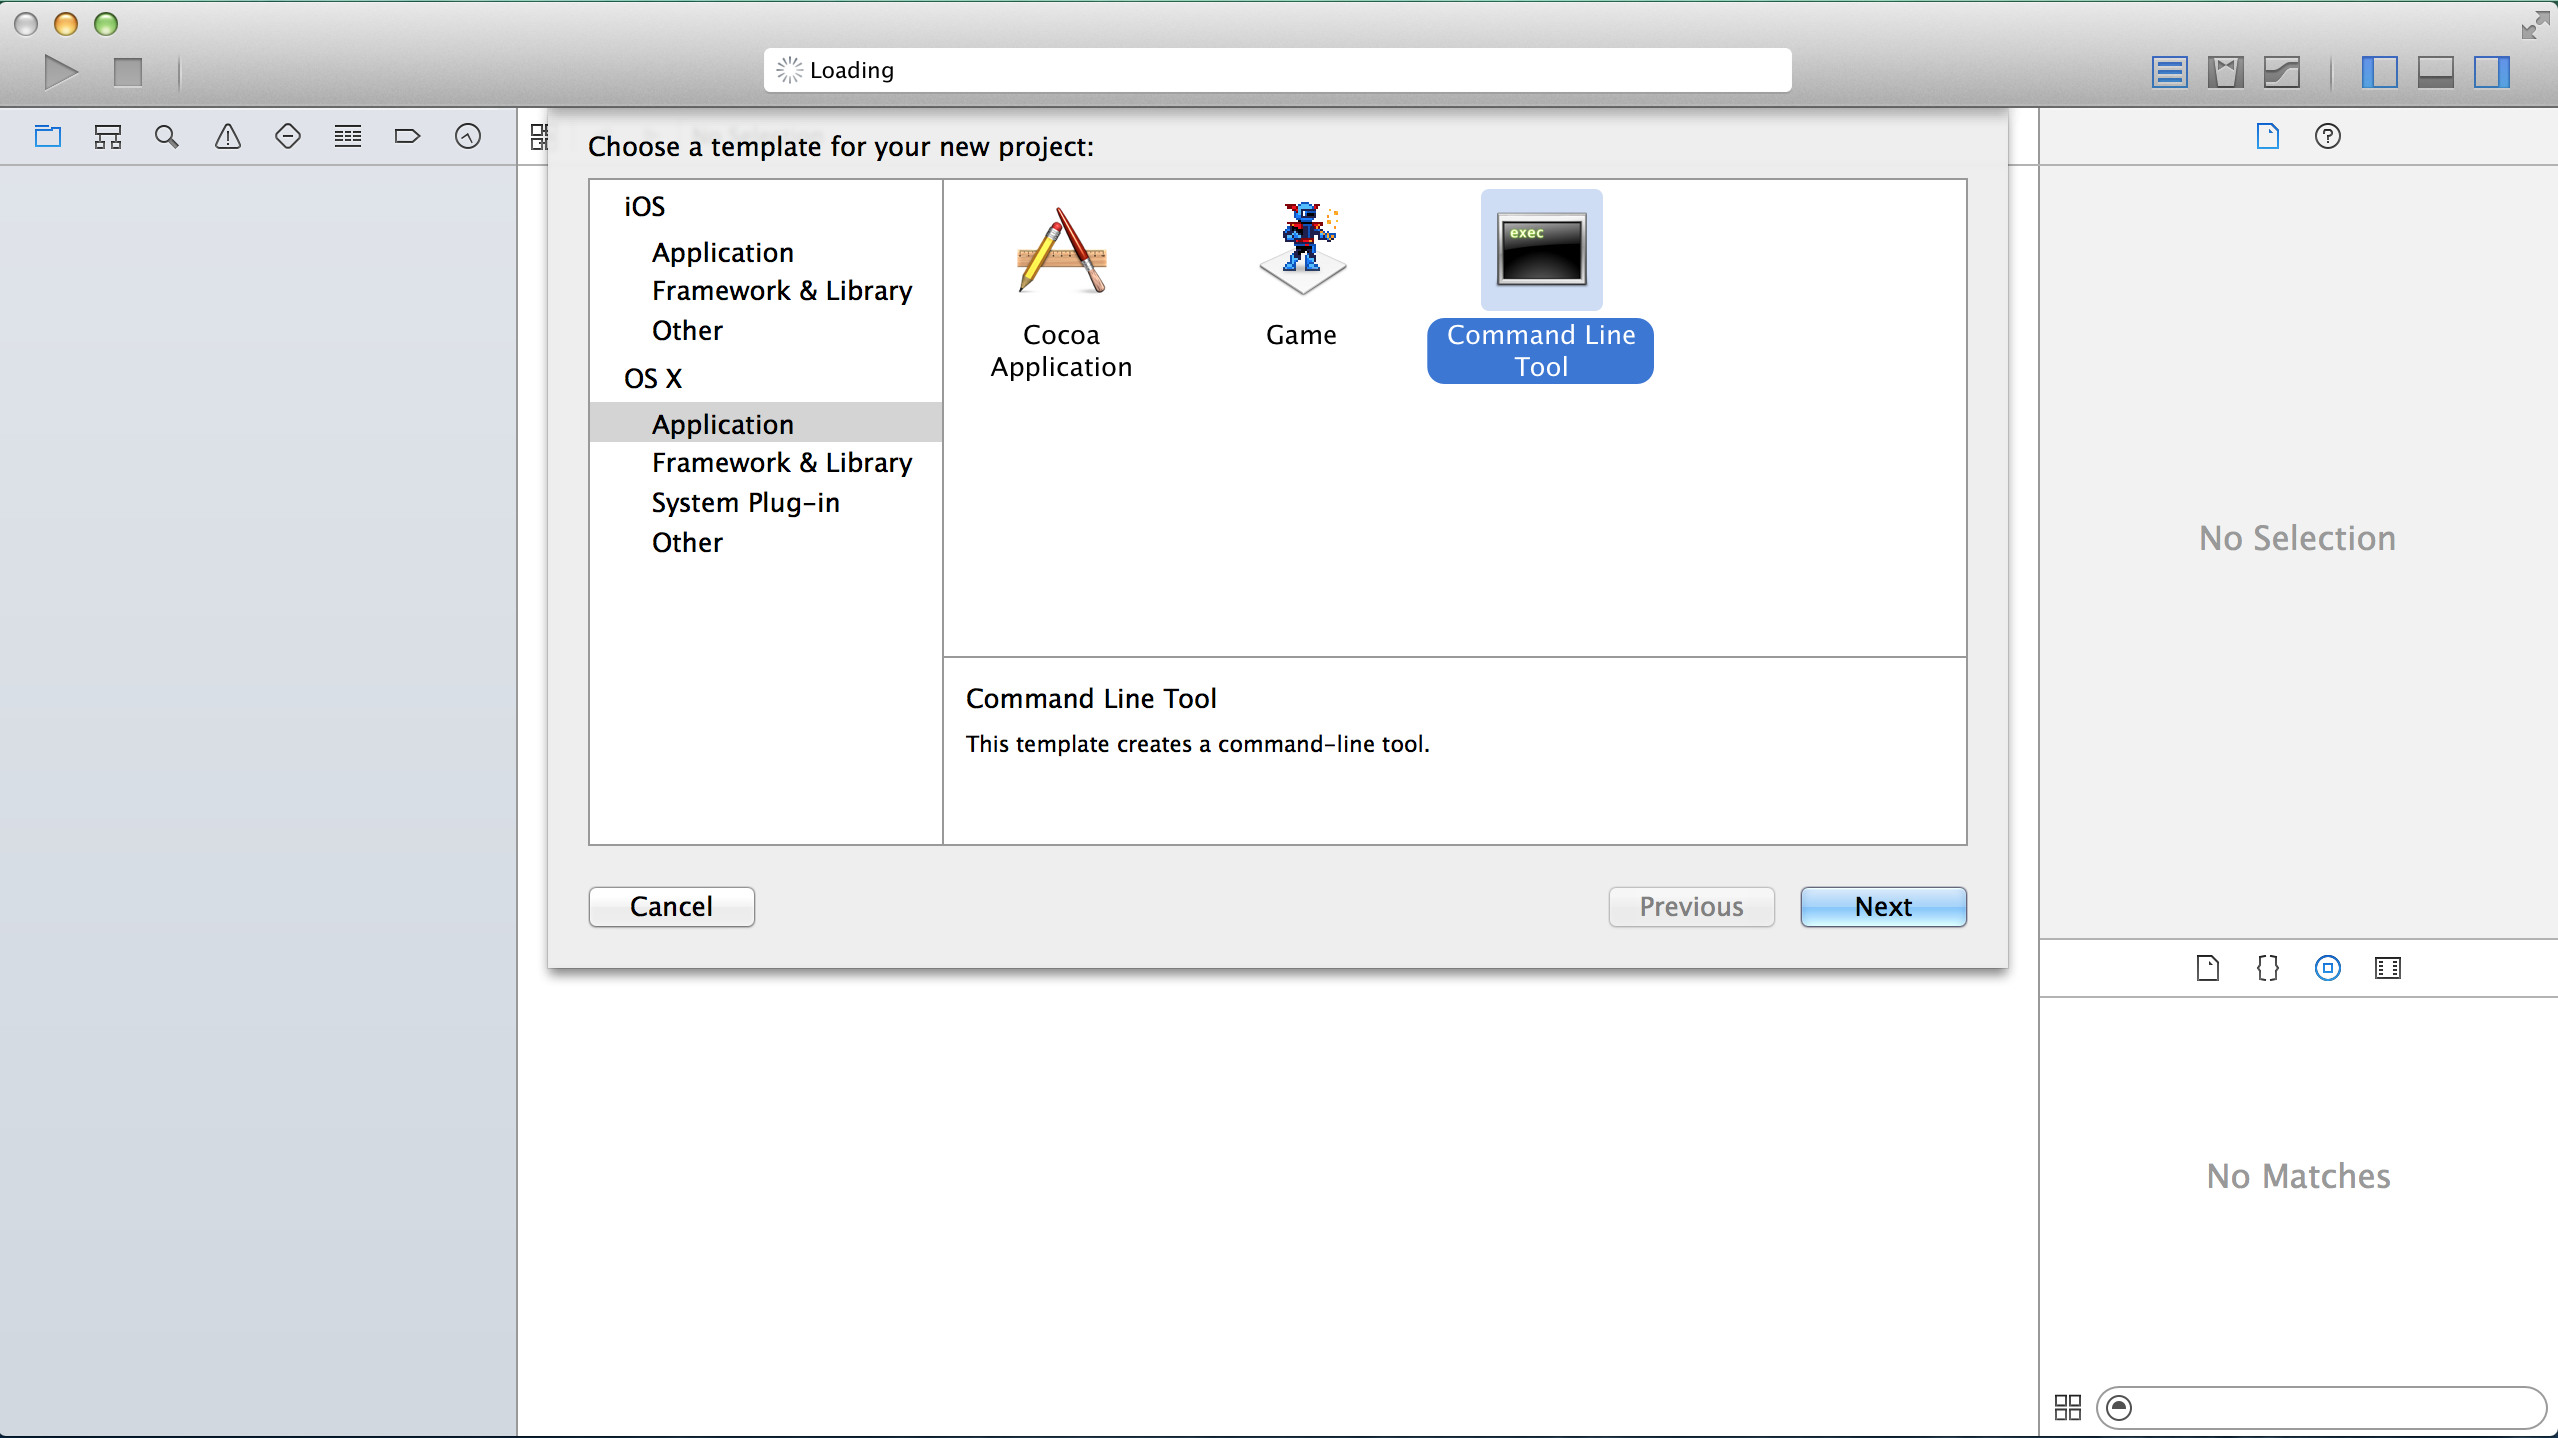 Loading
Choose a template for your new project:
iOS
Application
Framework & Library
Other
OS X
Application
Framework & Library
System Plug-in
Other
Cocoa
Application
Game
exec
Command Line
Tool
Command Line Tool
This template creates a command-line tool.
Cancel
Previous
Next
No Selection
No Matches